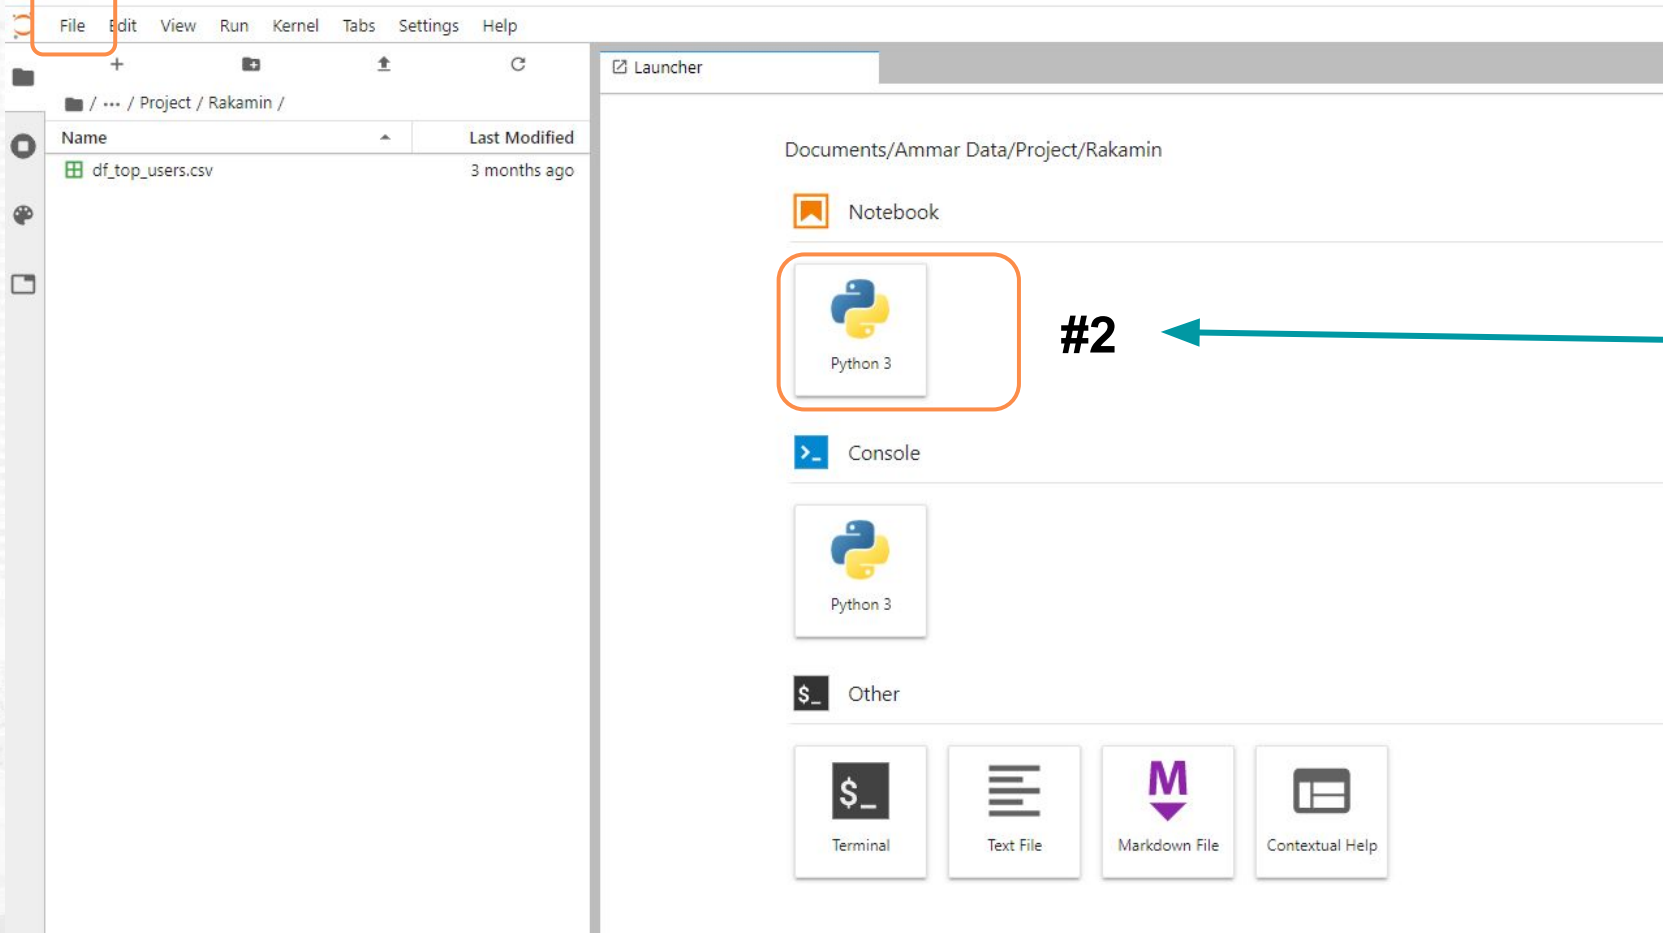 File Edit View Run Kernel Tabs Settings Help
/ ··· / Project / Rakamin /
Name Last Modified
df_top_users.csv 3 months ago
Launcher
Documents/Ammar Data/Project/Rakamin
Notebook
Python 3
#2
Console
Python 3
$_ Other
$_
M
Terminal Text File Markdown File Contextual Help